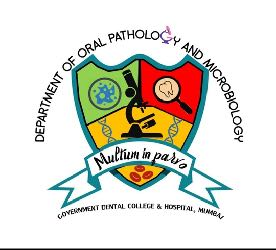 DEPARTMENT OF ORAL PATHOLOGY AND MICROBIOLOGY
Multum in parvo
GOVERNMENT DENTAL COLLEGE & HOSPITAL, MUMBAI